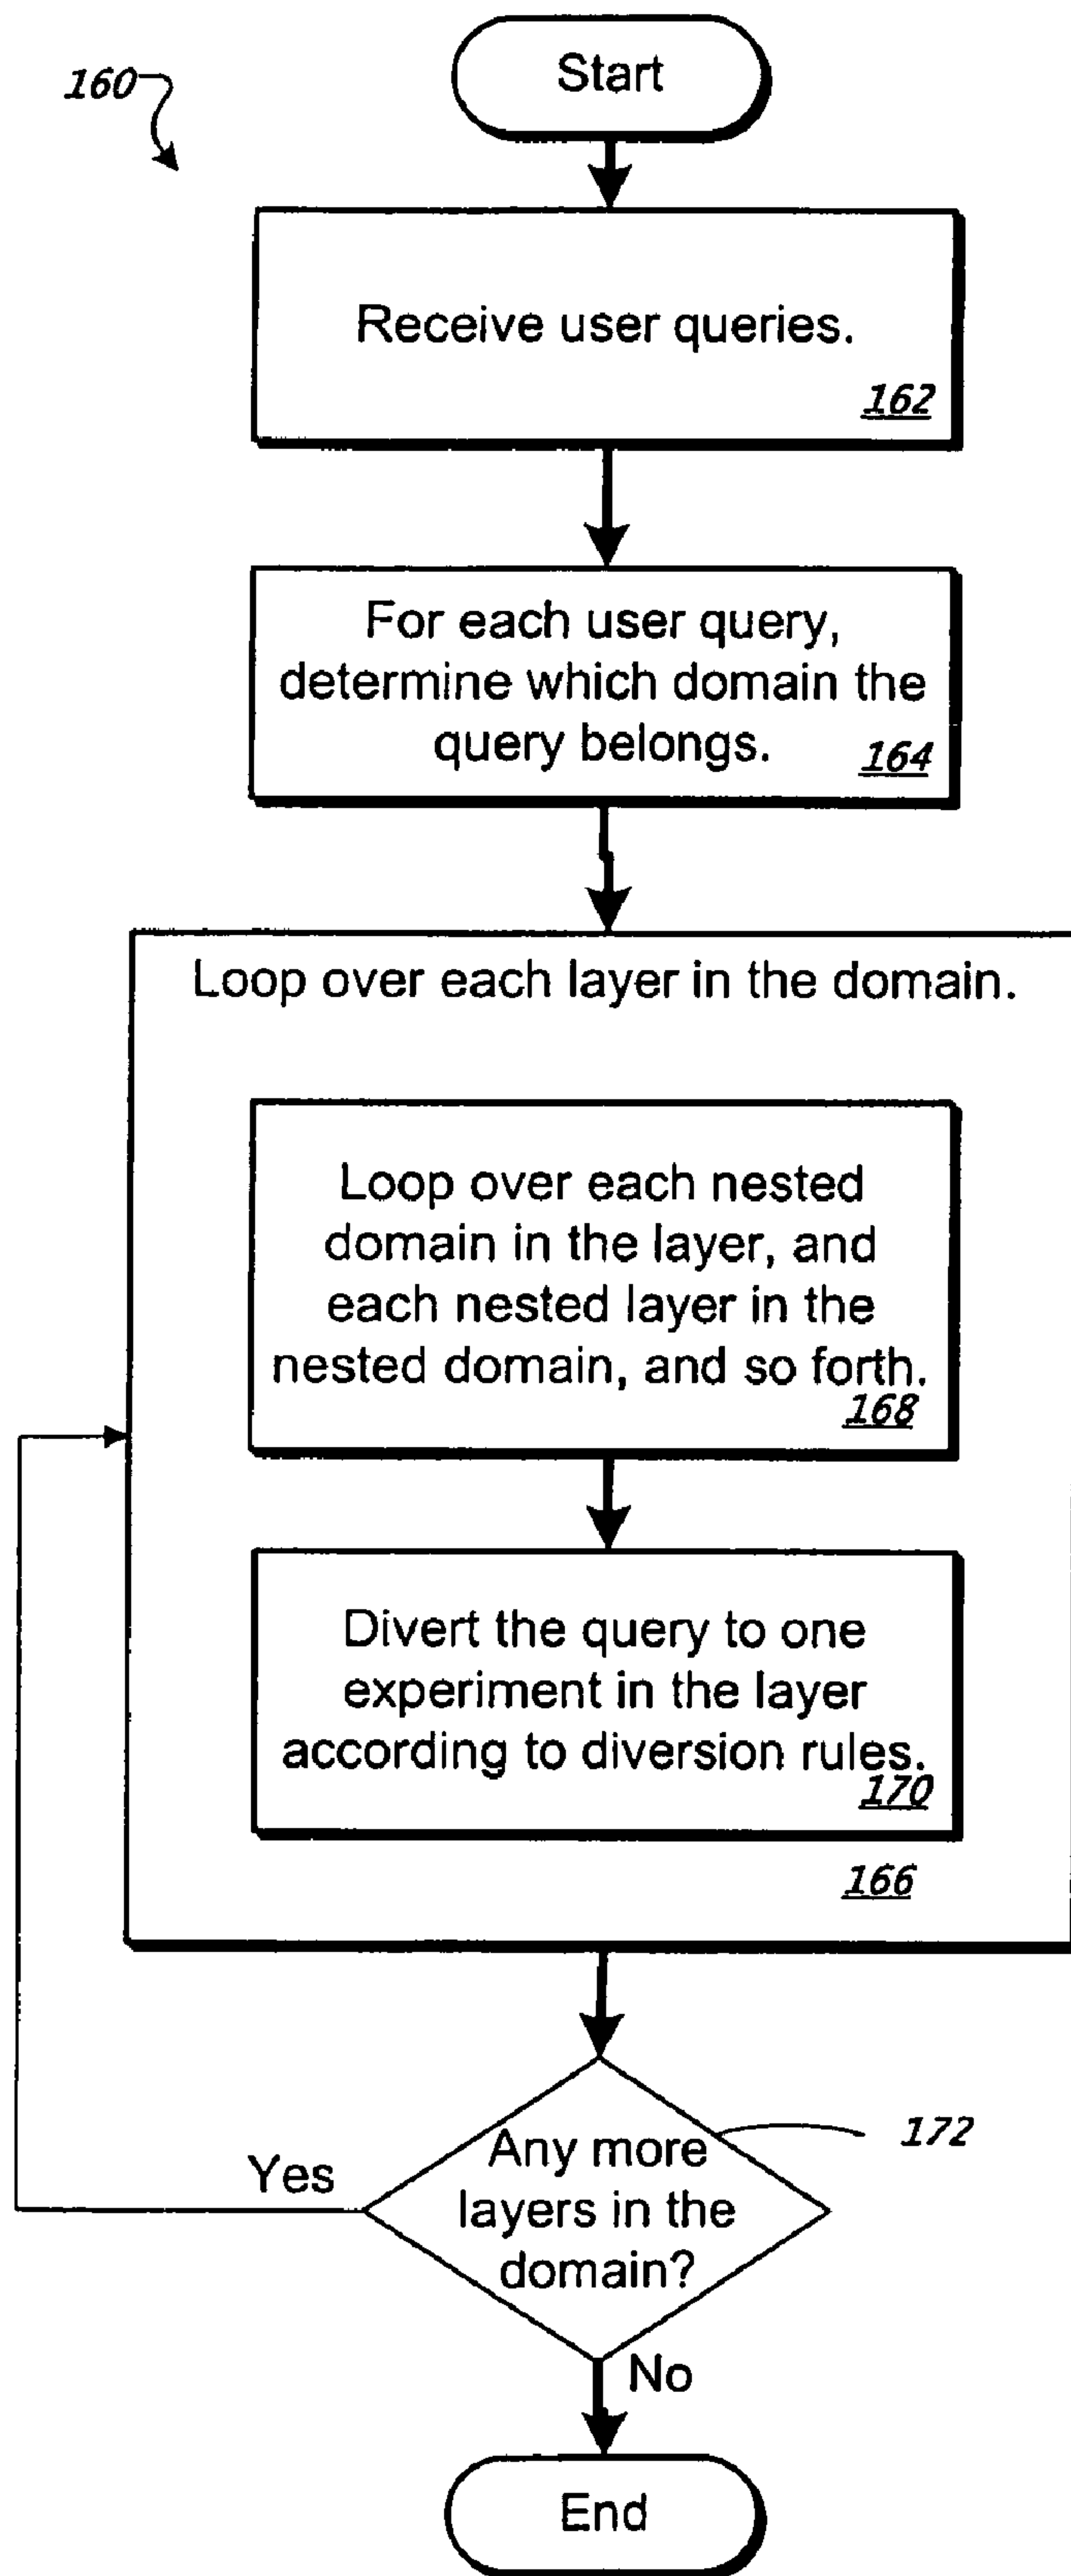 Start
160
Receive user queries.
162
For each user query,
determine which domain the
query belongs.
164
Loop over each layer in the domain.
Loop over each nested
domain in the layer, and
each nested layer in the
nested domain, and so forth.
168
Divert the query to one
experiment in the layer
according to diversion rules.
170
166
Any more
layers in the
domain?
172
Yes
No
End